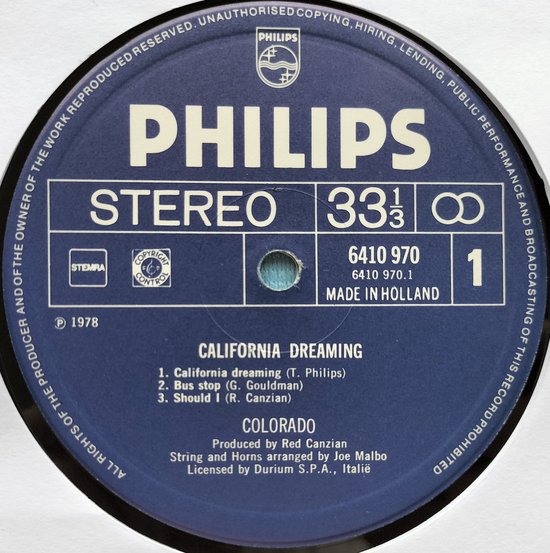 ALL RIGHTS OF THE PRODUCER AND OF THE OWNER OF THE WORK REPRODUCED RESERVED. UNAUTHORISED COPYING, HIRING, LENDING, PUBLIC PERFORMANCE AND BROADCASTING OF THIS RECORD PROHIBITED
PHILIPS
PHILIPS
STEREO 33 1/3
STEMRA COPYRIGHT CONTROL 6410 970 1
6410 970.1
MADE IN HOLLAND
℗ 1978
CALIFORNIA DREAMING
1. California dreaming (T. Philips)
2. Bus stop (G. Gouldman)
3. Should I (R. Canzian)
COLORADO
Produced by Red Canzian
String and Horns arranged by Joe Malbo
Licensed by Durium S.P.A., Italië